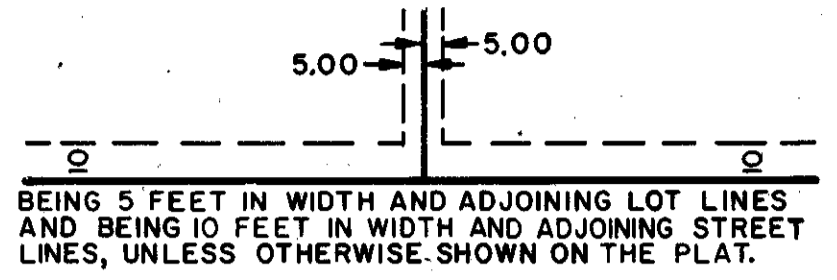 5.00
5.00
10 10
BEING 5 FEET IN WIDTH AND ADJOINING LOT LINES
AND BEING 10 FEET IN WIDTH AND ADJOINING STREET
LINES, UNLESS OTHERWISE SHOWN ON THE PLAT.